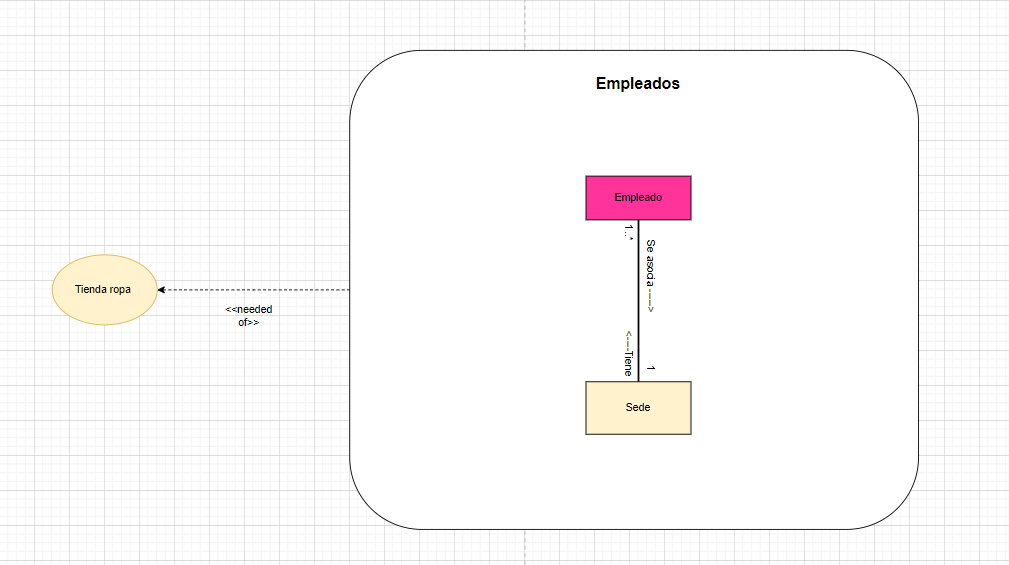 Empleados
Empleado
1..*
Se asocia ---->
Tienda ropa
<<needed
of>>
<----Tiene
1
Sede